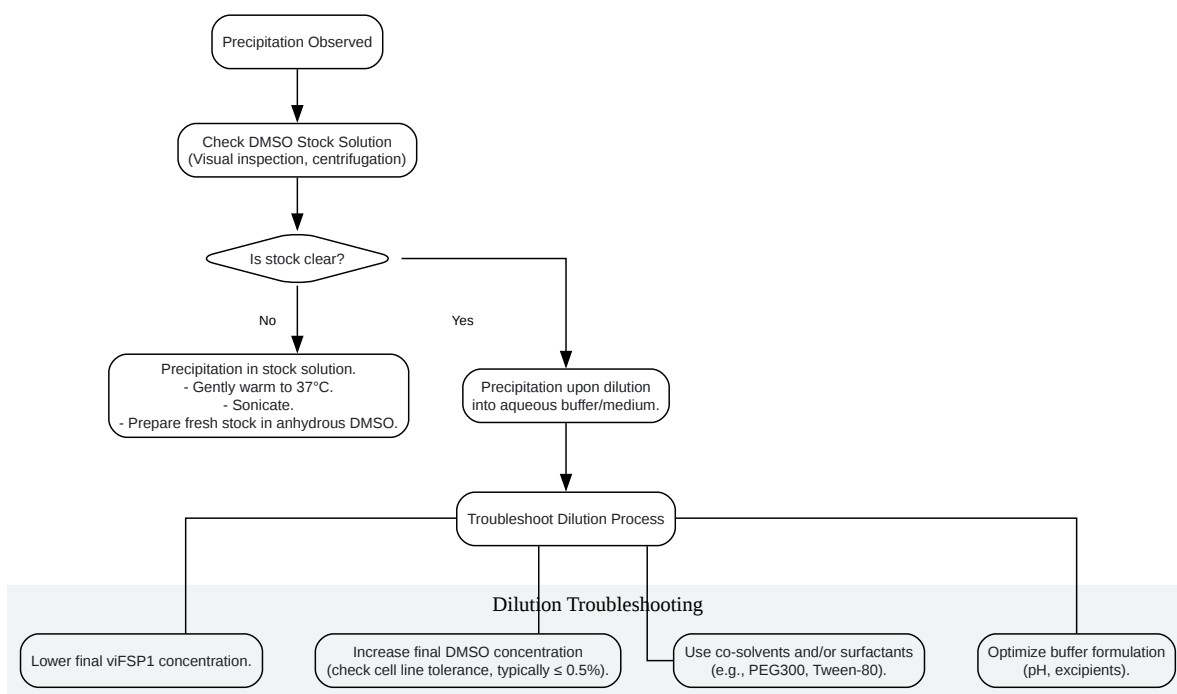 Precipitation Observed
Check DMSO Stock Solution
(Visual inspection, centrifugation)
Is stock clear?
No
Yes
Precipitation in stock solution.
- Gently warm to 37°C.
- Sonicate.
- Prepare fresh stock in anhydrous DMSO.
Precipitation upon dilution
into aqueous buffer/medium.
Troubleshoot Dilution Process
Dilution Troubleshooting
Lower final viFSP1 concentration.
Increase final DMSO concentration
(check cell line tolerance, typically ≤ 0.5%).
Use co-solvents and/or surfactants
(e.g., PEG300, Tween-80).
Optimize buffer formulation
(pH, excipients).